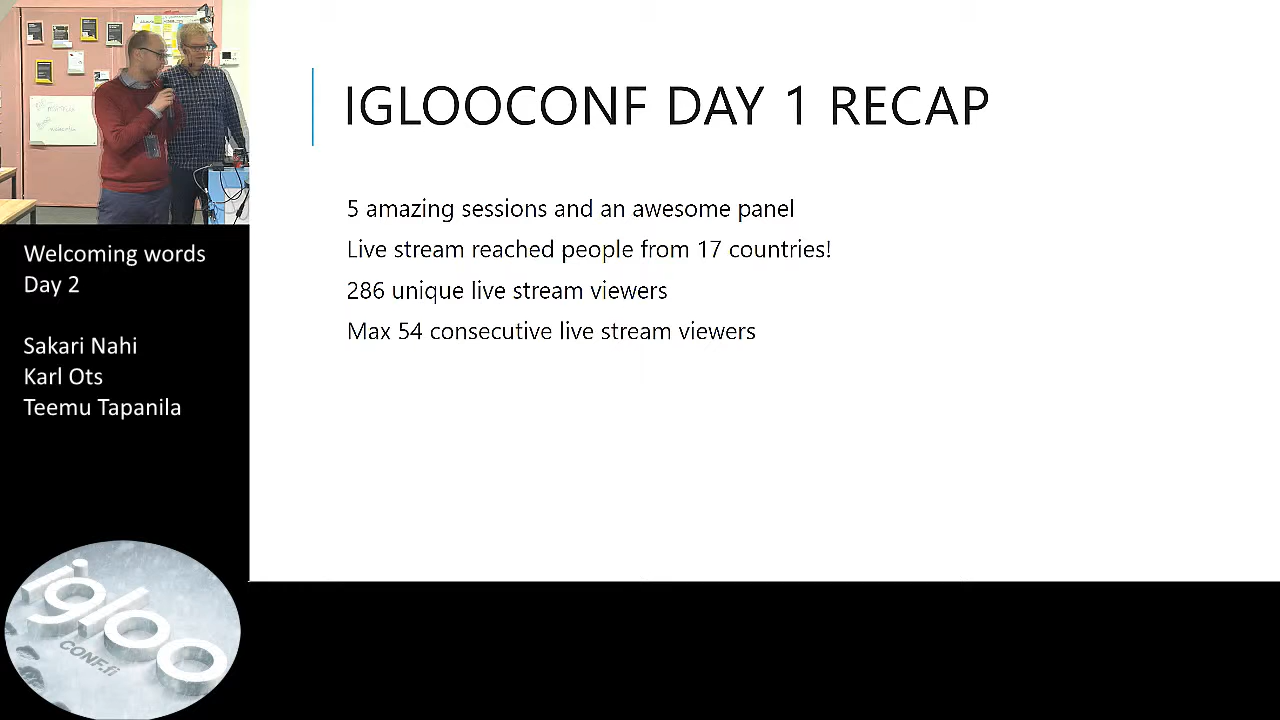 IGLOOCONF DAY 1 RECAP
5 amazing sessions and an awesome panel
Live stream reached people from 17 countries!
286 unique live stream viewers
Max 54 consecutive live stream viewers
Welcoming words
Day 2
Sakari Nahi
Karl Ots
Teemu Tapanila
igloo
CONF.fi